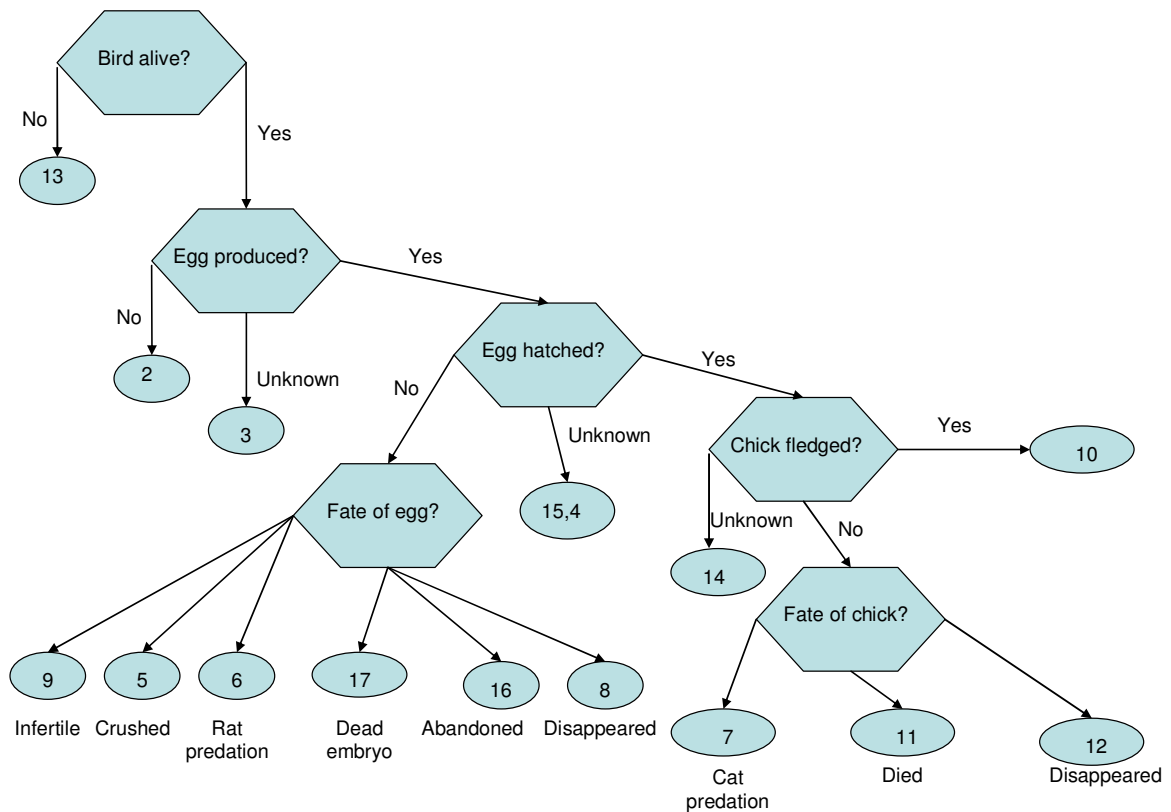 Bird alive?
No
Yes
13
Egg produced?
Yes
No
Unknown
2
3
Egg hatched?
Yes
No
Unknown
15,4
Chick fledged?
Yes
10
Unknown
No
14
Fate of egg?
Fate of chick?
9
5
6
17
16
8
Infertile
Crushed
Rat
predation
Dead
embryo
Abandoned
Disappeared
7
11
12
Cat
predation
Died
Disappeared